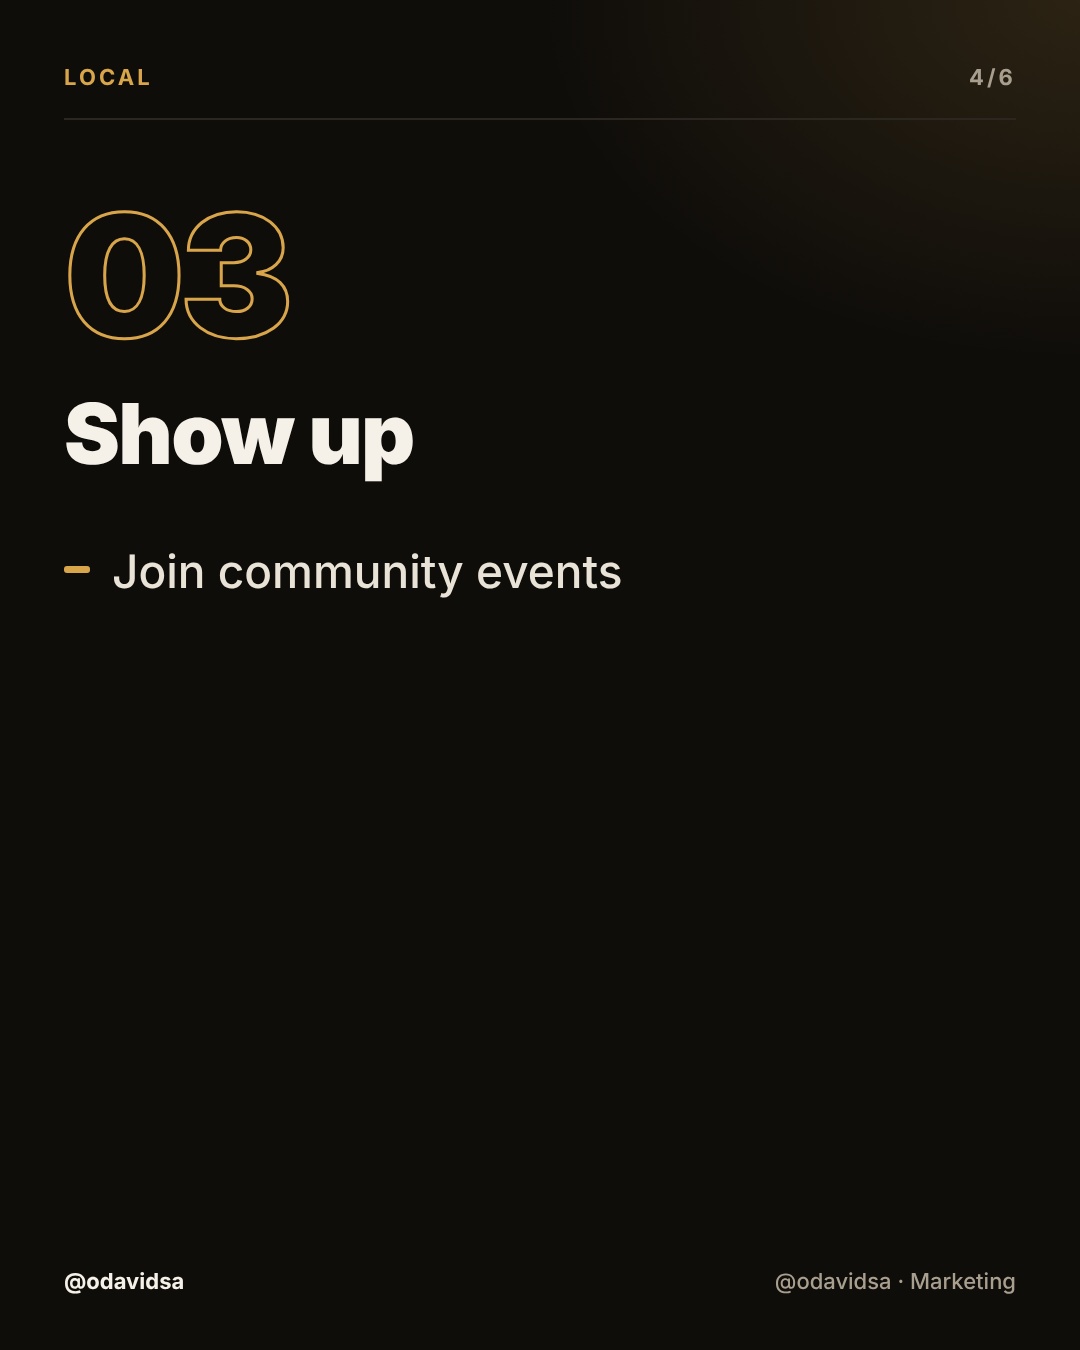 LOCAL
4/6
03
Show up
Join community events
@odavidsa
@odavidsa · Marketing